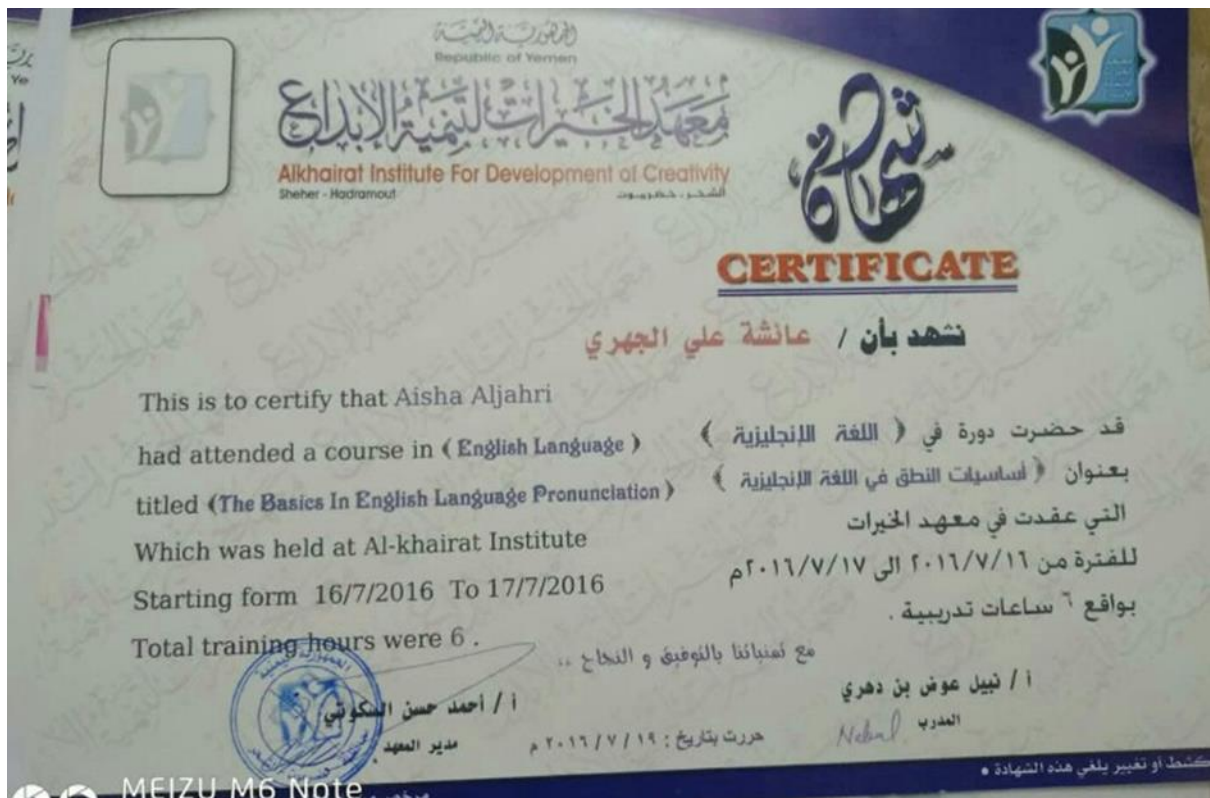 الجمهورية اليمنية
Republic of Yemen
معهد الخيرات لتنمية الإبداع
Alkhairat Institute For Development of Creativity
Sheher - Hadramout
الشحر - حضرموت
شهادة
CERTIFICATE
نشهد بأن / عائشة علي الجهري
This is to certify that Aisha Aljahri
had attended a course in (English Language)
titled (The Basics In English Language Pronunciation)
Which was held at Al-khairat Institute
Starting form 16/7/2016 To 17/7/2016
Total training hours were 6 .
قد حضرت دورة في ( اللغة الإنجليزية )
بعنوان ( أساسيات النطق في اللغة الإنجليزية )
التي عقدت في معهد الخيرات
للفترة من ٢٠١٦/٧/١٦ الى ٢٠١٦/٧/١٧م
بواقع ٦ ساعات تدريبية .
مع تمنياتنا بالتوفيق و النجاح ..
أ / نبيل عوض بن دهري
المدرب
Nebal
أ / أحمد حسن السكوتي
مدير المعهد
حررت بتاريخ : ١٩ / ٧ / ٢٠١٦ م
كشط أو تغيير يلغي هذه الشهادة
MEIZU M6 Note